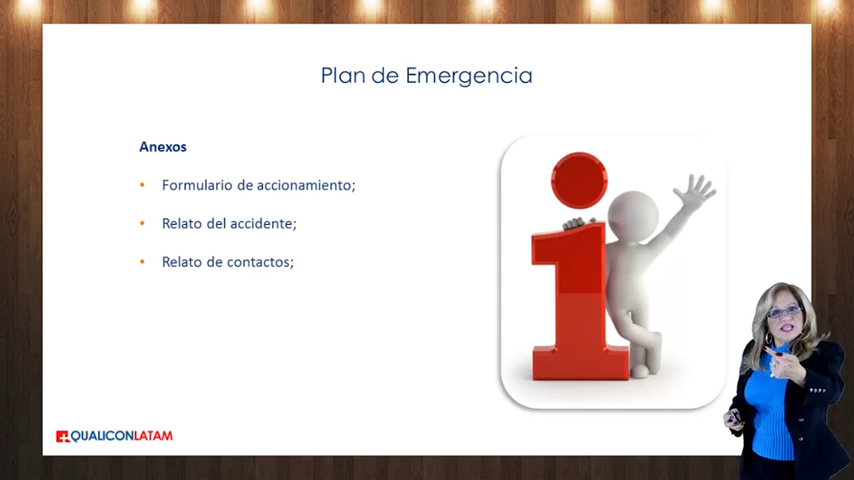 Plan de Emergencia
Anexos
• Formulario de accionamiento;
• Relato del accidente;
• Relato de contactos;
QUALICONLATAM